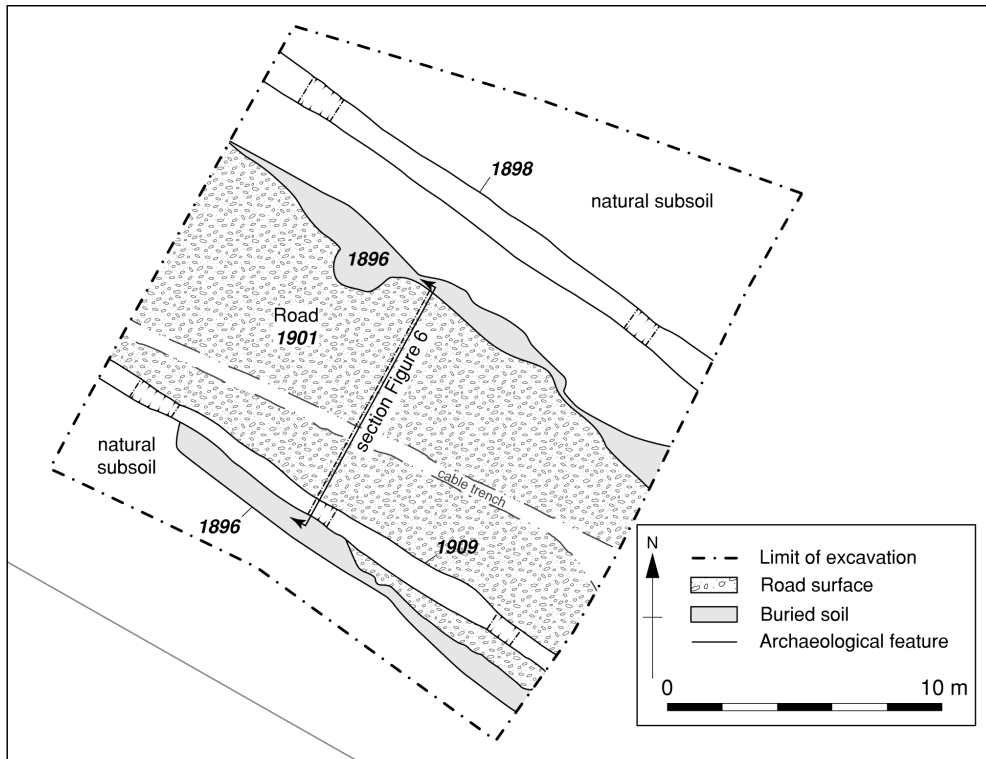 1898
natural subsoil
1896
Road
1901
section Figure 6
natural
subsoil
cable trench
1896
1909
N
Limit of excavation
Road surface
Buried soil
Archaeological feature
0 10 m